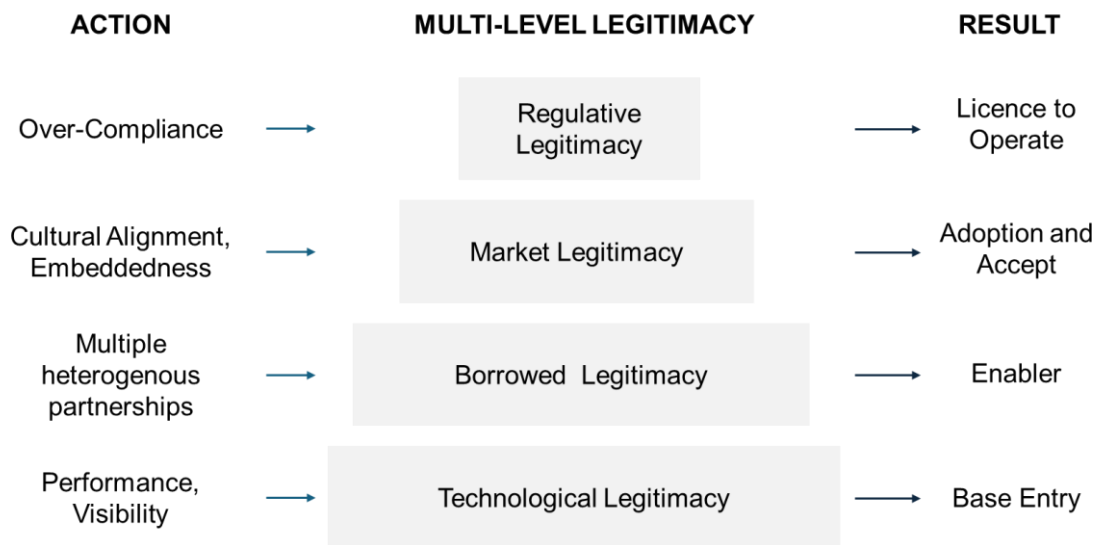 ACTION MULTI-LEVEL LEGITIMACY RESULT
Over-Compliance
Regulative
Legitimacy
Licence to
Operate
Cultural Alignment,
Embeddedness
Market Legitimacy
Adoption and
Accept
Multiple
heterogenous
partnerships
Borrowed Legitimacy
Enabler
Performance,
Visibility
Technological Legitimacy
Base Entry